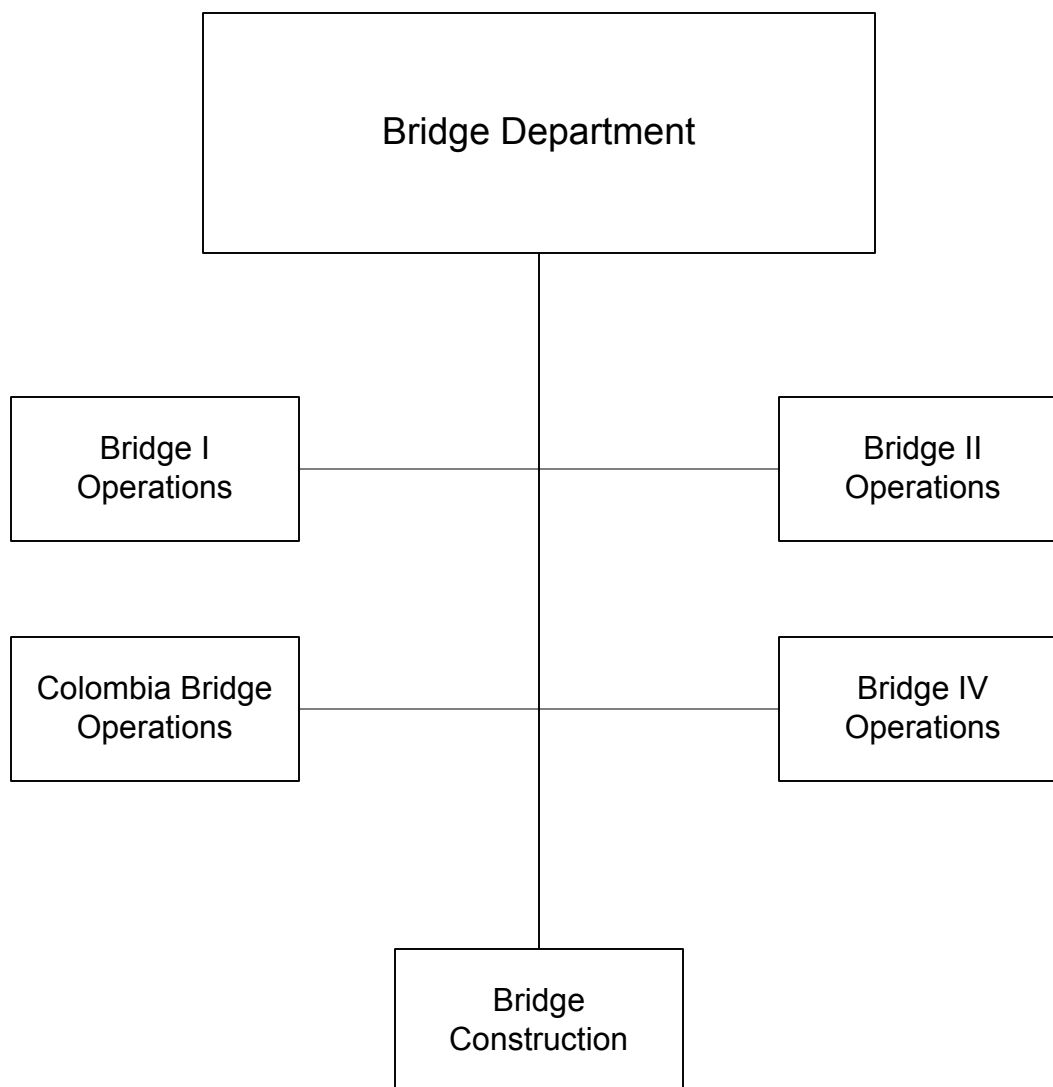 Bridge Department
Bridge I
Operations
Bridge II
Operations
Colombia Bridge
Operations
Bridge IV
Operations
Bridge
Construction